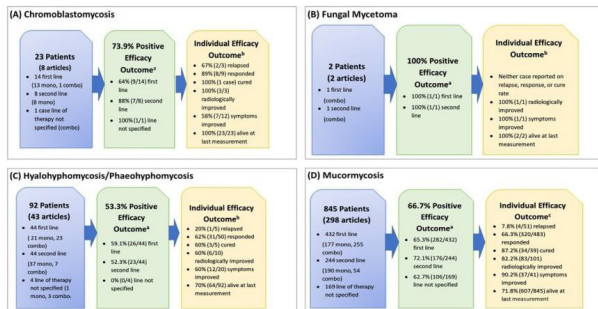 (A) Chromoblastomycosis
23 Patients
(8 articles)
• 14 first line
(13 mono, 1 combo)
• 8 second line
(8 mono)
• 1 case line of
therapy not
specified (combo)
73.9% Positive
Efficacy
Outcomeᵃ
• 64% (9/14) first
line
• 88% (7/8) second
line
• 100% (1/1) line
not specified
Individual Efficacy
Outcomeᵇ
• 67% (2/3) relapsed
• 89% (8/9) responded
• 100% (1 case) cured
• 100% (3/3)
radiologically
improved
• 58% (7/12) symptoms
improved
• 100% (23/23) alive at
last measurement
(B) Fungal Mycetoma
2 Patients
(2 articles)
• 1 first line
(combo)
• 1 second line
(combo)
100% Positive
Efficacy
Outcomeᵃ
• 100% (1/1) first line
• 100% (1/1) second
line
Individual Efficacy
Outcomeᵇ
• Neither case reported on
relapse, response, or cure
rate
• 100% (1/1) radiologically
improved
• 100% (1/1) symptoms
improved
• 100% (2/2) alive at last
measurement
(C) Hyalohyphomycosis/Phaeohyphomycosis
92 Patients
(43 articles)
• 44 first line
(21 mono, 23
combo)
• 44 second line
(37 mono, 7
combo)
• 4 line of therapy
not specified (1
mono, 3 combo)
53.3% Positive
Efficacy
Outcomeᵃ
• 59.1% (26/44) first
line
• 52.3% (23/44)
second line
• 0% (0/4) line not
specified
Individual Efficacy
Outcomeᵇ
• 20% (1/5) relapsed
• 62% (31/50) responded
• 60% (3/5) cured
• 60% (6/10)
radiologically improved
• 60% (12/20) symptoms
improved
• 70% (64/92) alive at last
measurement
(D) Mucormycosis
845 Patients
(298 articles)
• 432 first line
(177 mono, 255
combo)
• 244 second line
(190 mono, 54
combo)
• 169 line of therapy
not specified
66.7% Positive
Efficacy
Outcomeᵃ
• 65.3% (282/432)
first line
• 72.1% (176/244)
second line
• 62.7% (106/169)
line not specified
Individual Efficacy
Outcomeᶜ
• 7.8% (4/51) relapsed
• 66.3% (320/483)
responded
• 87.2% (34/39) cured
• 82.2% (83/101)
radiologically improved
• 90.2% (37/41) symptoms
improved
• 71.8% (607/845) alive at
last measurement